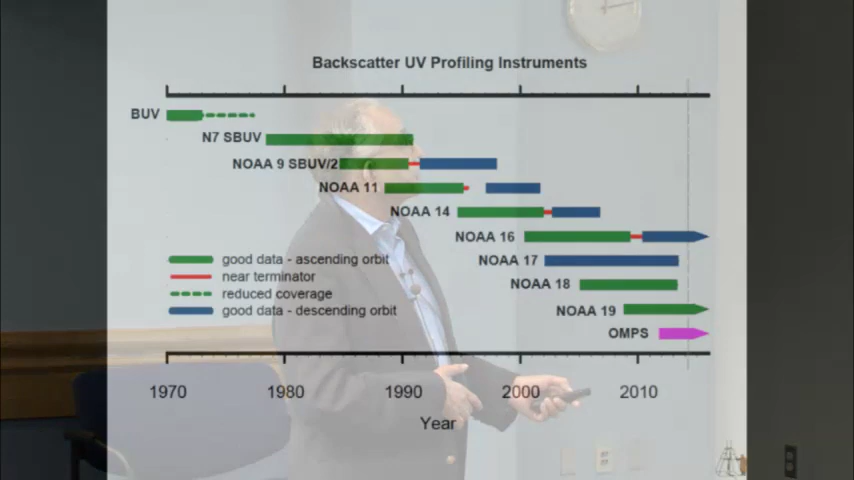 Backscatter UV Profiling Instruments
BUV
N7 SBUV
NOAA 9 SBUV/2
NOAA 11
NOAA 14
NOAA 16
NOAA 17
NOAA 18
NOAA 19
OMPS
good data - ascending orbit
near terminator
reduced coverage
good data - descending orbit
1970 1980 1990 2000 2010
Year